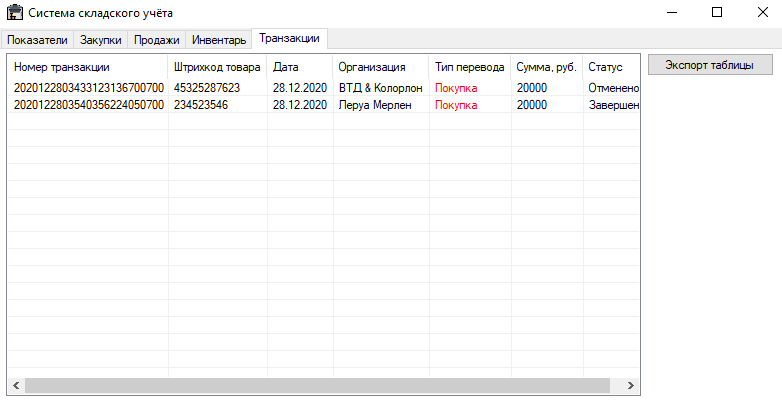 Система складского учёта
Показатели Закупки Продажи Инвентарь Транзакции
Номер транзакции Штрихкод товара Дата Организация Тип перевода Сумма, руб. Статус
Экспорт таблицы
2020122803433123136700700 45325287623 28.12.2020 ВТД & Колорлон Покупка 20000 Отменено
2020122803540356224050700 234523546 28.12.2020 Леруа Мерлен Покупка 20000 Завершен